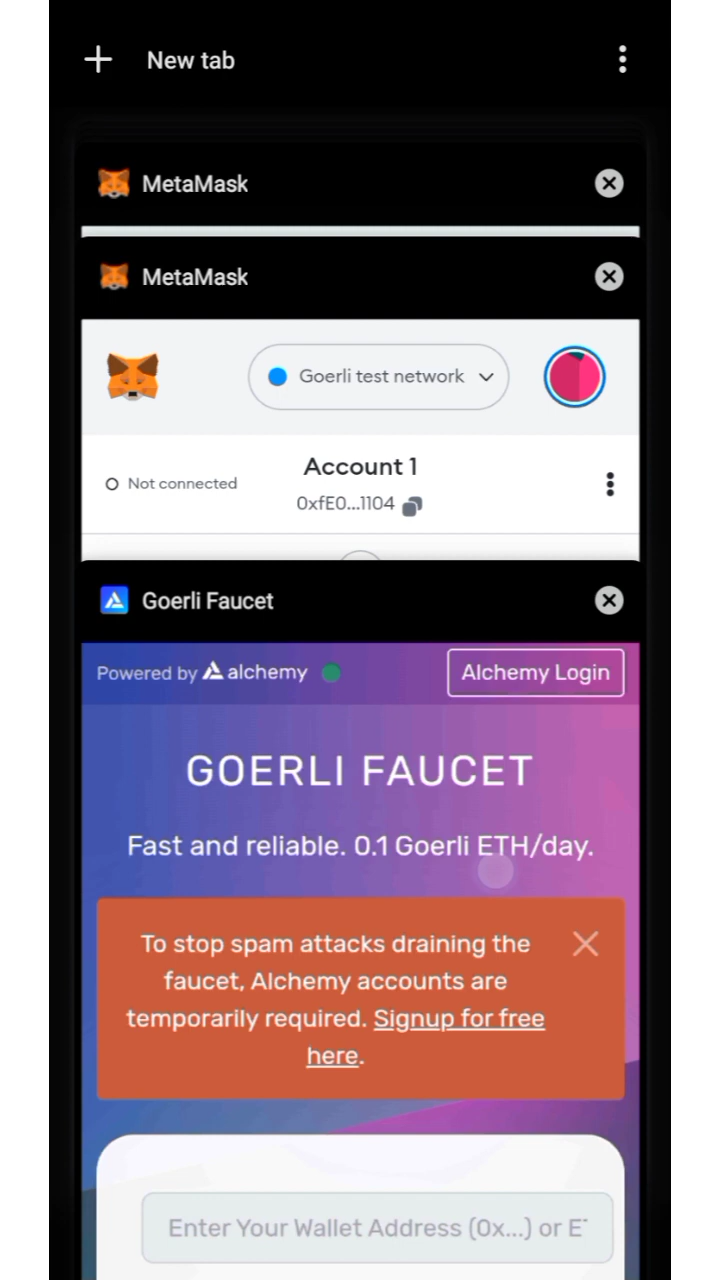 New tab
MetaMask
MetaMask
Goerli test network
Not connected
Account 1
0xfE0...1104
Goerli Faucet
Powered by alchemy
Alchemy Login
GOERLI FAUCET
Fast and reliable. 0.1 Goerli ETH/day.
To stop spam attacks draining the
faucet, Alchemy accounts are
temporarily required. Signup for free
here.
Enter Your Wallet Address (0x...) or